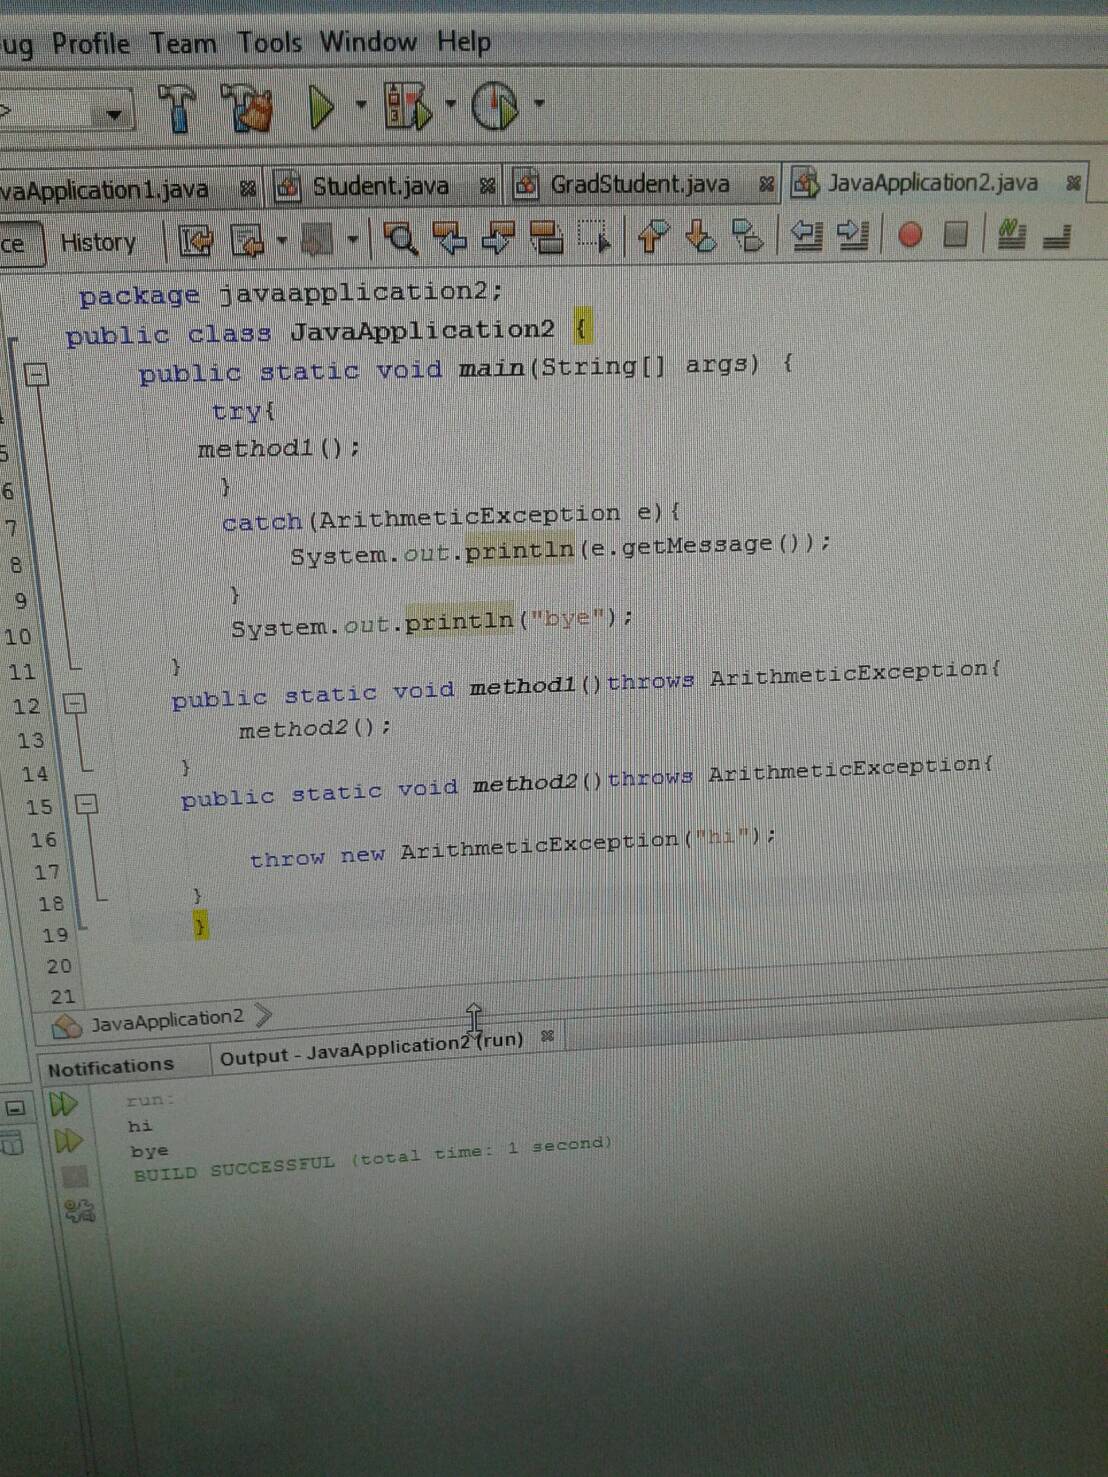 ug Profile Team Tools Window Help
vaApplication1.java Student.java GradStudent.java JavaApplication2.java
ce History
package javaapplication2;
public class JavaApplication2 {
public static void main(String[] args) {
try{
5 method1();
6 }
7 catch(ArithmeticException e){
8 System.out.println(e.getMessage());
9 }
10 System.out.println("bye");
11 }
12 public static void method1()throws ArithmeticException{
13 method2();
14 }
15 public static void method2()throws ArithmeticException{
16
17 throw new ArithmeticException("hi");
18 }
19 }
20
21
JavaApplication2
Notifications Output - JavaApplication2 (run)
run:
hi
bye
BUILD SUCCESSFUL (total time: 1 second)